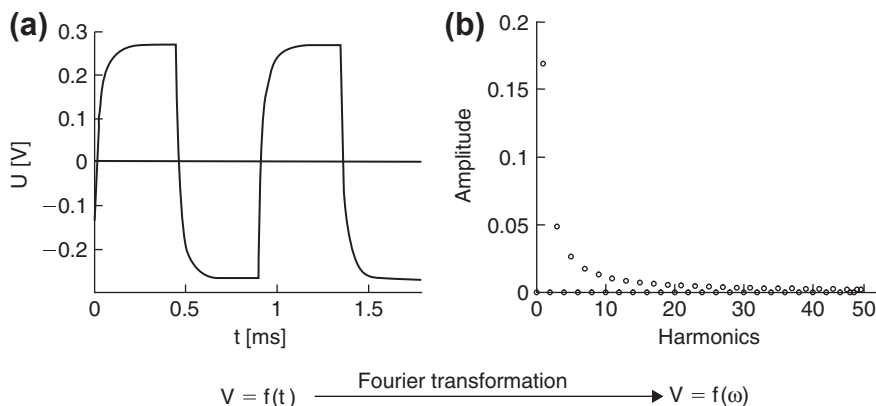 (a)
0.3
0.2
0.1
0
−0.1
−0.2
U [V]
0 0.5 1 1.5
t [ms]
(b)
0.2
0.15
0.1
0.05
0
Amplitude
0 10 20 30 40 50
Harmonics
V = f(t) Fourier transformation V = f(ω)